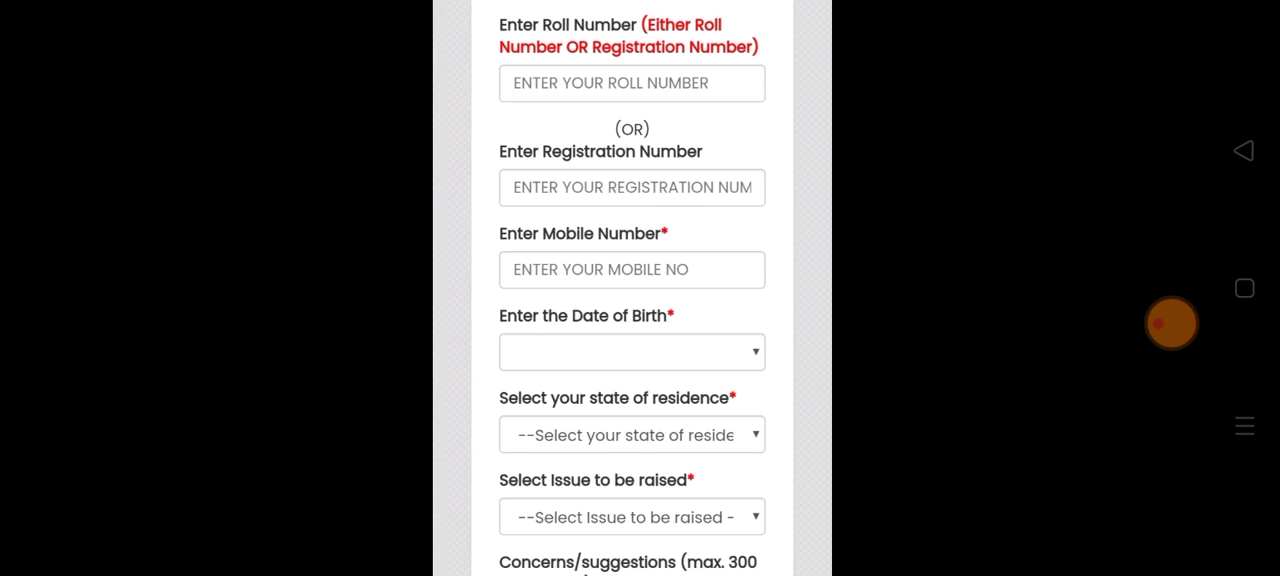 Enter Roll Number (Either Roll
Number OR Registration Number)
ENTER YOUR ROLL NUMBER
(OR)
Enter Registration Number
ENTER YOUR REGISTRATION NUM
Enter Mobile Number*
ENTER YOUR MOBILE NO
Enter the Date of Birth*
Select your state of residence*
--Select your state of reside
Select Issue to be raised*
--Select Issue to be raised -
Concerns/suggestions (max. 300